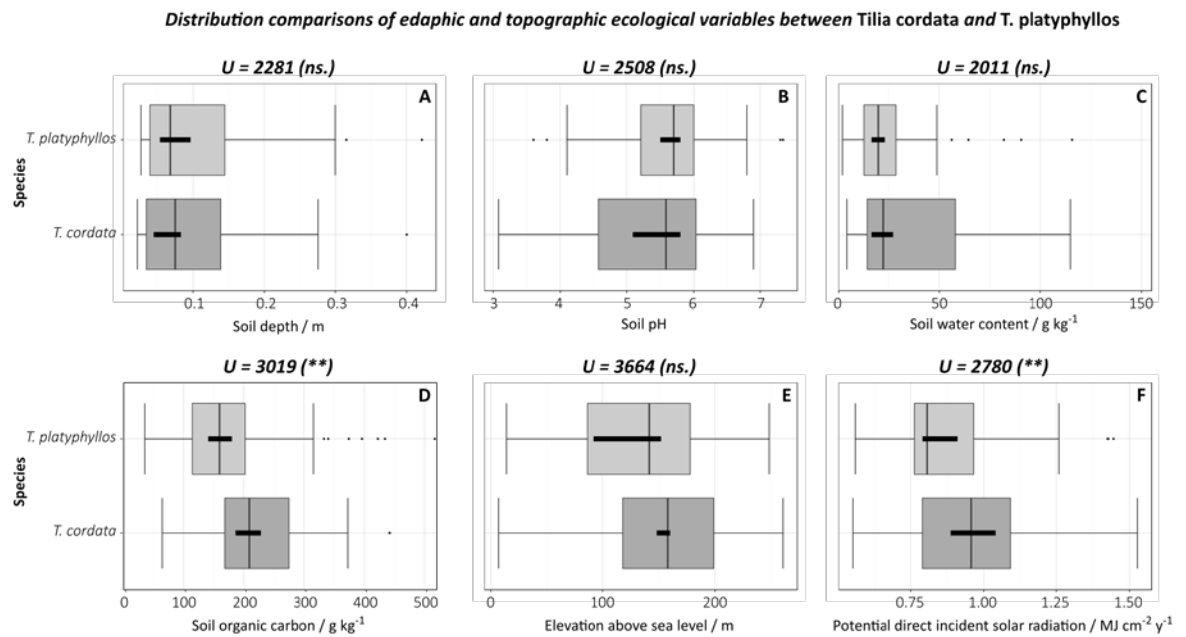 Distribution comparisons of edaphic and topographic ecological variables between Tilia cordata and T. platyphyllos
U = 2281 (ns.)
A
T. platyphyllos
T. cordata
Species
0.1 0.2 0.3 0.4
Soil depth / m
U = 2508 (ns.)
B
3 4 5 6 7
Soil pH
U = 2011 (ns.)
C
0 50 100 150
Soil water content / g kg⁻¹
U = 3019 (**)
D
T. platyphyllos
T. cordata
Species
0 100 200 300 400 500
Soil organic carbon / g kg⁻¹
U = 3664 (ns.)
E
0 100 200
Elevation above sea level / m
U = 2780 (**)
F
0.75 1.00 1.25 1.50
Potential direct incident solar radiation / MJ cm⁻² y⁻¹